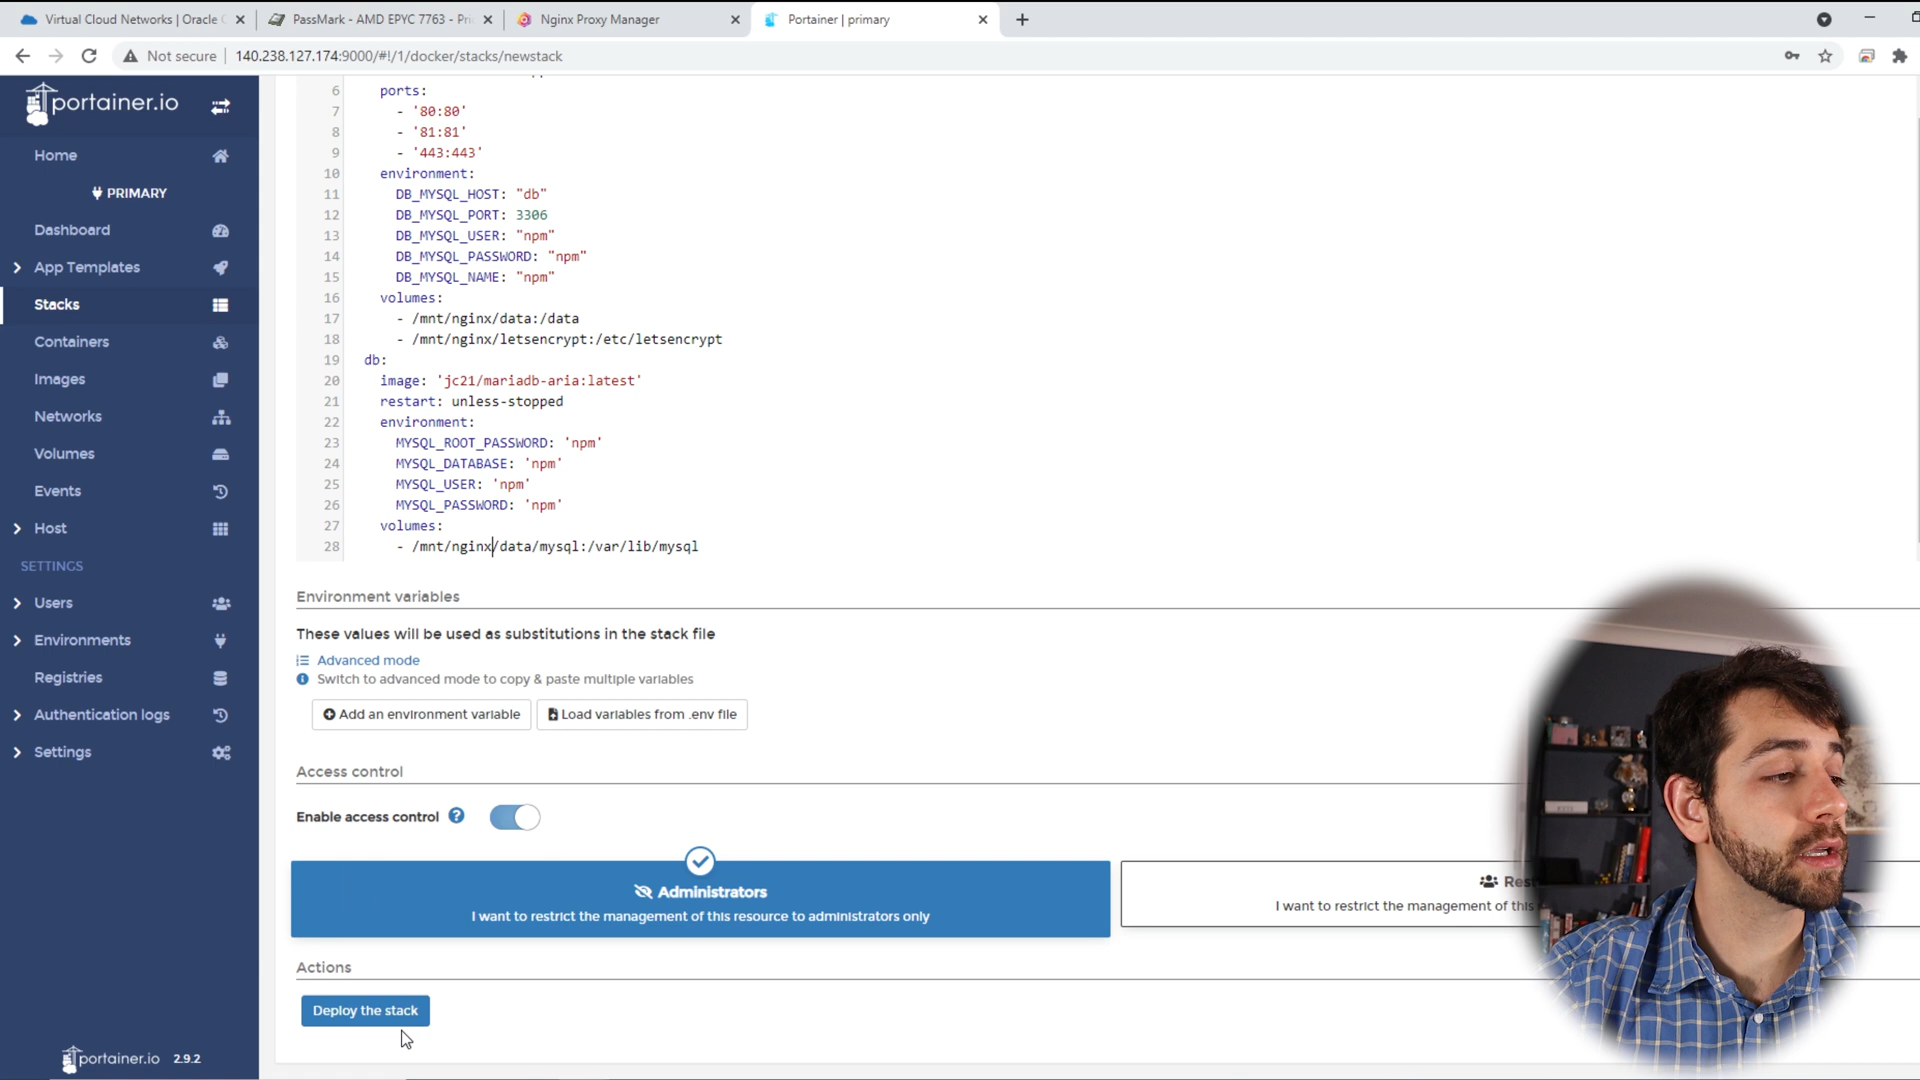 Virtual Cloud Networks | Oracle C
PassMark - AMD EPYC 7763 - Pri
Nginx Proxy Manager
Portainer | primary
Not secure
140.238.127.174:9000/#!/1/docker/stacks/newstack
portainer.io
Home
PRIMARY
Dashboard
App Templates
Stacks
Containers
Images
Networks
Volumes
Events
Host
SETTINGS
Users
Environments
Registries
Authentication logs
Settings
portainer.io 2.9.2
6 ports:
7 - '80:80'
8 - '81:81'
9 - '443:443'
10 environment:
11 DB_MYSQL_HOST: "db"
12 DB_MYSQL_PORT: 3306
13 DB_MYSQL_USER: "npm"
14 DB_MYSQL_PASSWORD: "npm"
15 DB_MYSQL_NAME: "npm"
16 volumes:
17 - /mnt/nginx/data:/data
18 - /mnt/nginx/letsencrypt:/etc/letsencrypt
19 db:
20 image: 'jc21/mariadb-aria:latest'
21 restart: unless-stopped
22 environment:
23 MYSQL_ROOT_PASSWORD: 'npm'
24 MYSQL_DATABASE: 'npm'
25 MYSQL_USER: 'npm'
26 MYSQL_PASSWORD: 'npm'
27 volumes:
28 - /mnt/nginx/data/mysql:/var/lib/mysql
Environment variables
These values will be used as substitutions in the stack file
Advanced mode
Switch to advanced mode to copy & paste multiple variables
Add an environment variable
Load variables from .env file
Access control
Enable access control
Administrators
I want to restrict the management of this resource to administrators only
I want to restrict the management of this
Actions
Deploy the stack